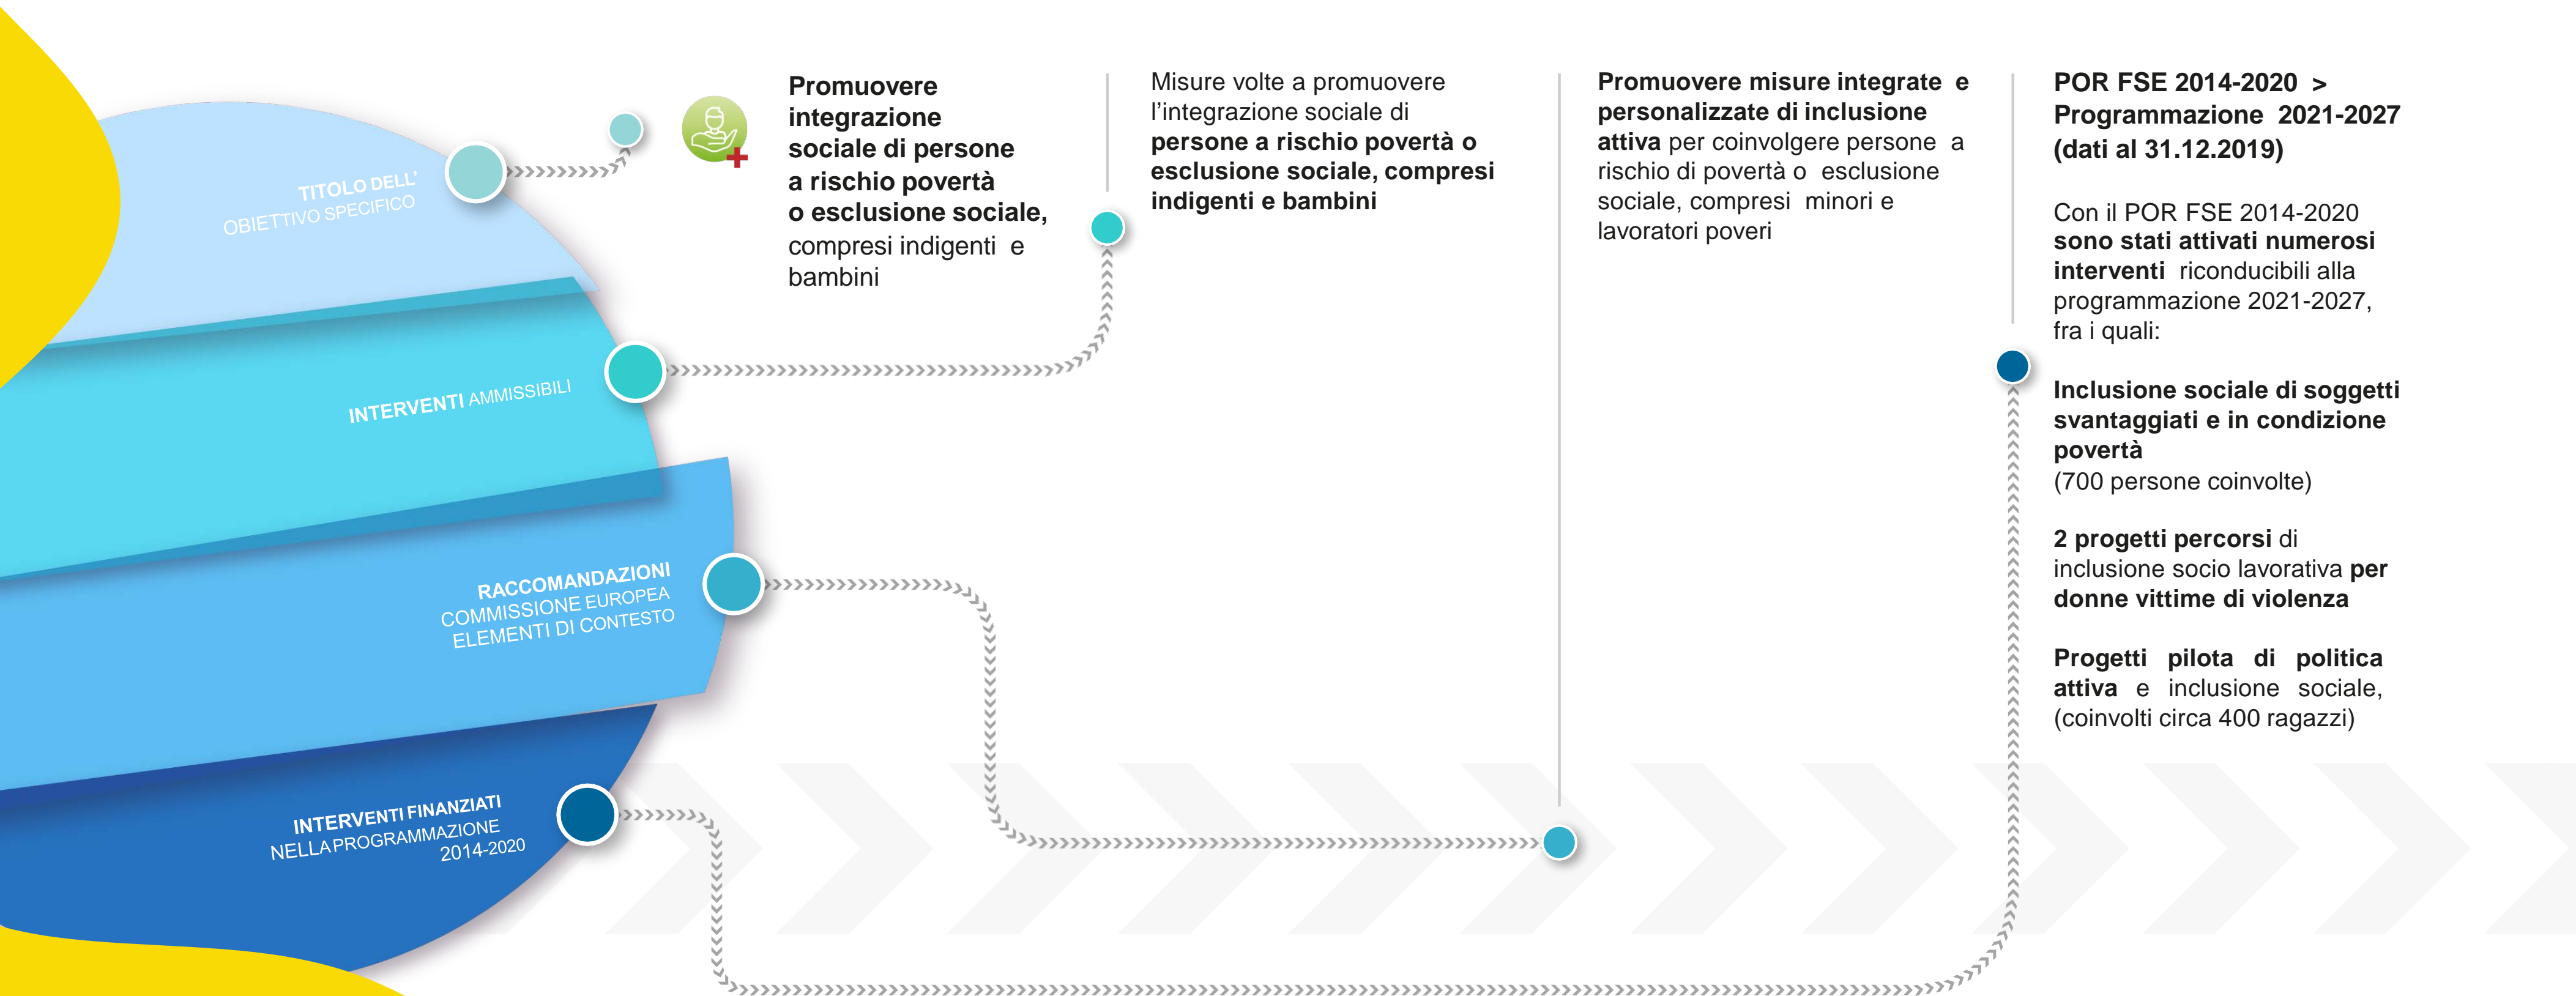 TITOLO DELL'
OBIETTIVO SPECIFICO
INTERVENTI AMMISSIBILI
RACCOMANDAZIONI
COMMISSIONE EUROPEA
ELEMENTI DI CONTESTO
INTERVENTI FINANZIATI
NELLA PROGRAMMAZIONE
2014-2020
Promuovere
integrazione
sociale di persone
a rischio povertà
o esclusione sociale,
compresi indigenti e
bambini
Misure volte a promuovere
l’integrazione sociale di
persone a rischio povertà o
esclusione sociale, compresi
indigenti e bambini
Promuovere misure integrate e
personalizzate di inclusione
attiva per coinvolgere persone a
rischio di povertà o esclusione
sociale, compresi minori e
lavoratori poveri
POR FSE 2014-2020 >
Programmazione 2021-2027
(dati al 31.12.2019)
Con il POR FSE 2014-2020
sono stati attivati numerosi
interventi riconducibili alla
programmazione 2021-2027,
fra i quali:
Inclusione sociale di soggetti
svantaggiati e in condizione
povertà
(700 persone coinvolte)
2 progetti percorsi di
inclusione socio lavorativa per
donne vittime di violenza
Progetti pilota di politica
attiva e inclusione sociale,
(coinvolti circa 400 ragazzi)